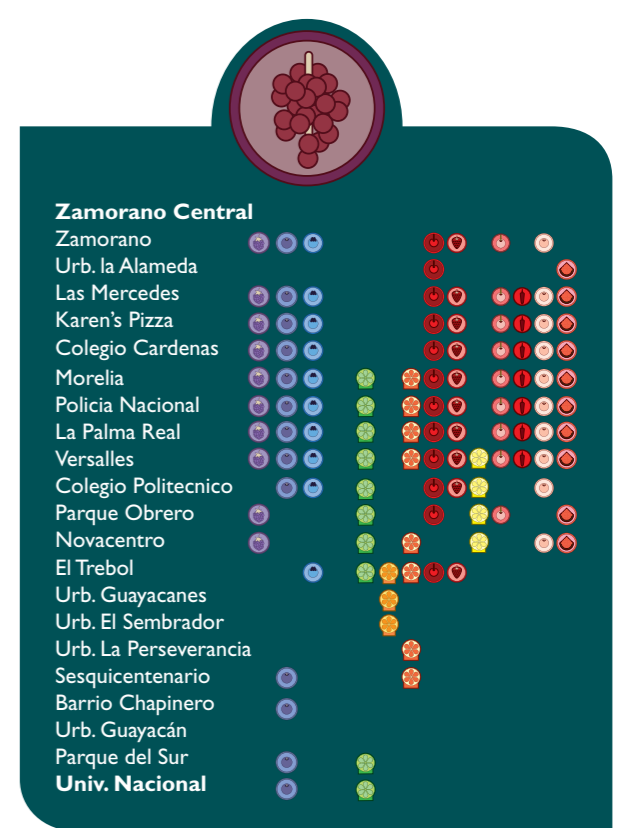 Zamorano Central
Zamorano
Urb. la Alameda
Las Mercedes
Karen's Pizza
Colegio Cardenas
Morelia
Policia Nacional
La Palma Real
Versalles
Colegio Politecnico
Parque Obrero
Novacentro
El Trebol
Urb. Guayacanes
Urb. El Sembrador
Urb. La Perseverancia
Sesquicentenario
Barrio Chapinero
Urb. Guayacán
Parque del Sur
Univ. Nacional